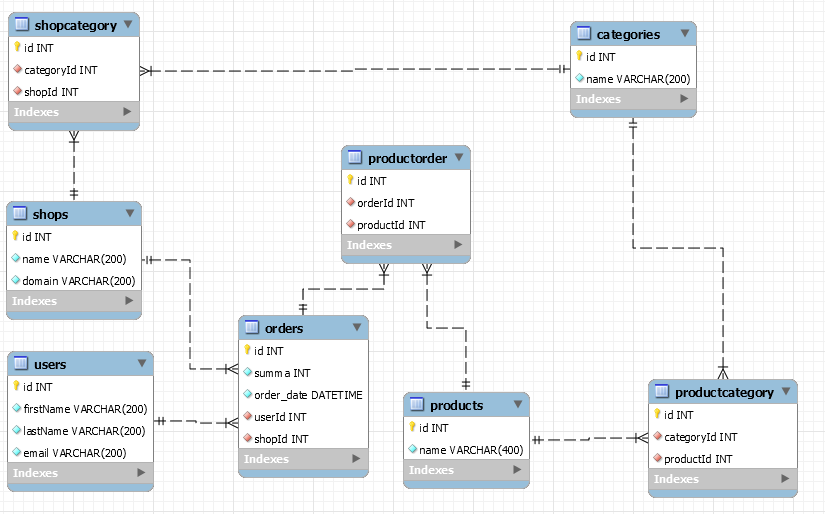 shopcategory
id INT
categoryId INT
shopId INT
Indexes
categories
id INT
name VARCHAR(200)
Indexes
productorder
id INT
orderId INT
productId INT
Indexes
shops
id INT
name VARCHAR(200)
domain VARCHAR(200)
Indexes
orders
id INT
summa INT
order_date DATETIME
userId INT
shopId INT
Indexes
users
id INT
firstName VARCHAR(200)
lastName VARCHAR(200)
email VARCHAR(200)
Indexes
products
id INT
name VARCHAR(400)
Indexes
productcategory
id INT
categoryId INT
productId INT
Indexes